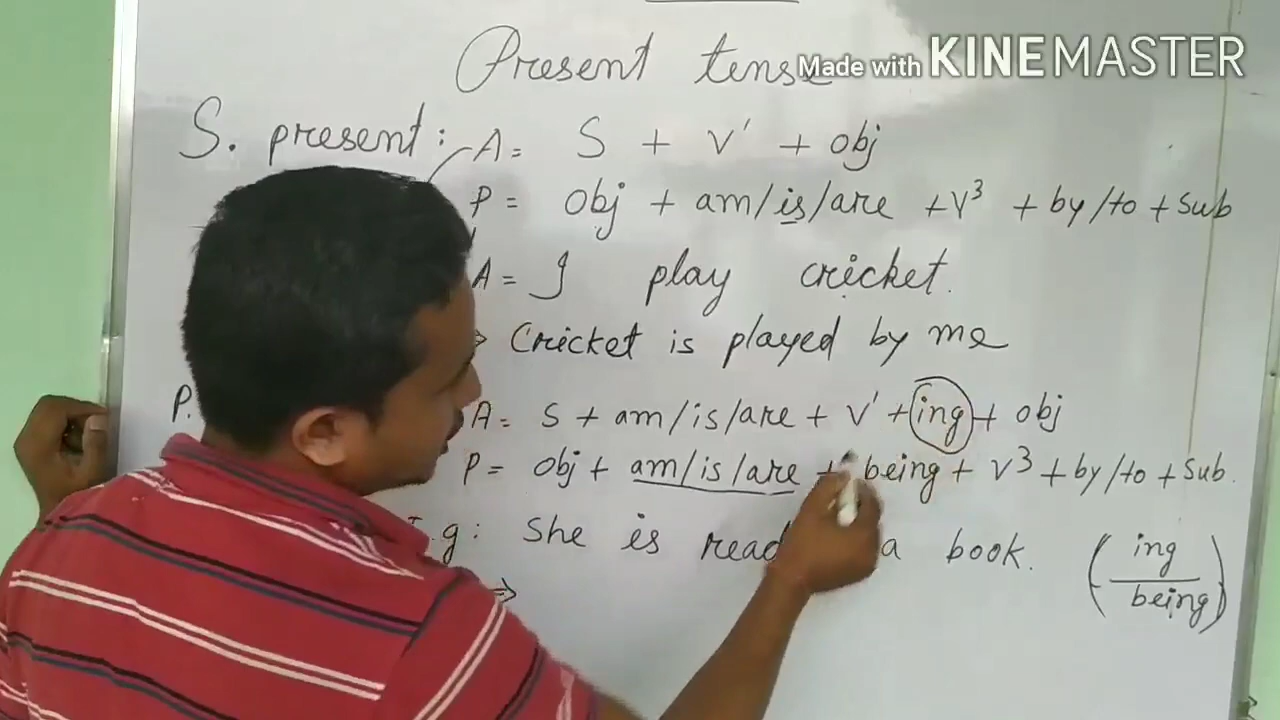 Present tense
Made with KINEMASTER
S. present: A = S + V' + obj
P = obj + am/is/are + V³ + by/to + sub
A = I play cricket.
Cricket is played by me
P. A = S + am/is/are + V' + ing + obj
P = obj + am/is/are + being + V³ + by/to + sub.
g: She is a book. (ing
being)